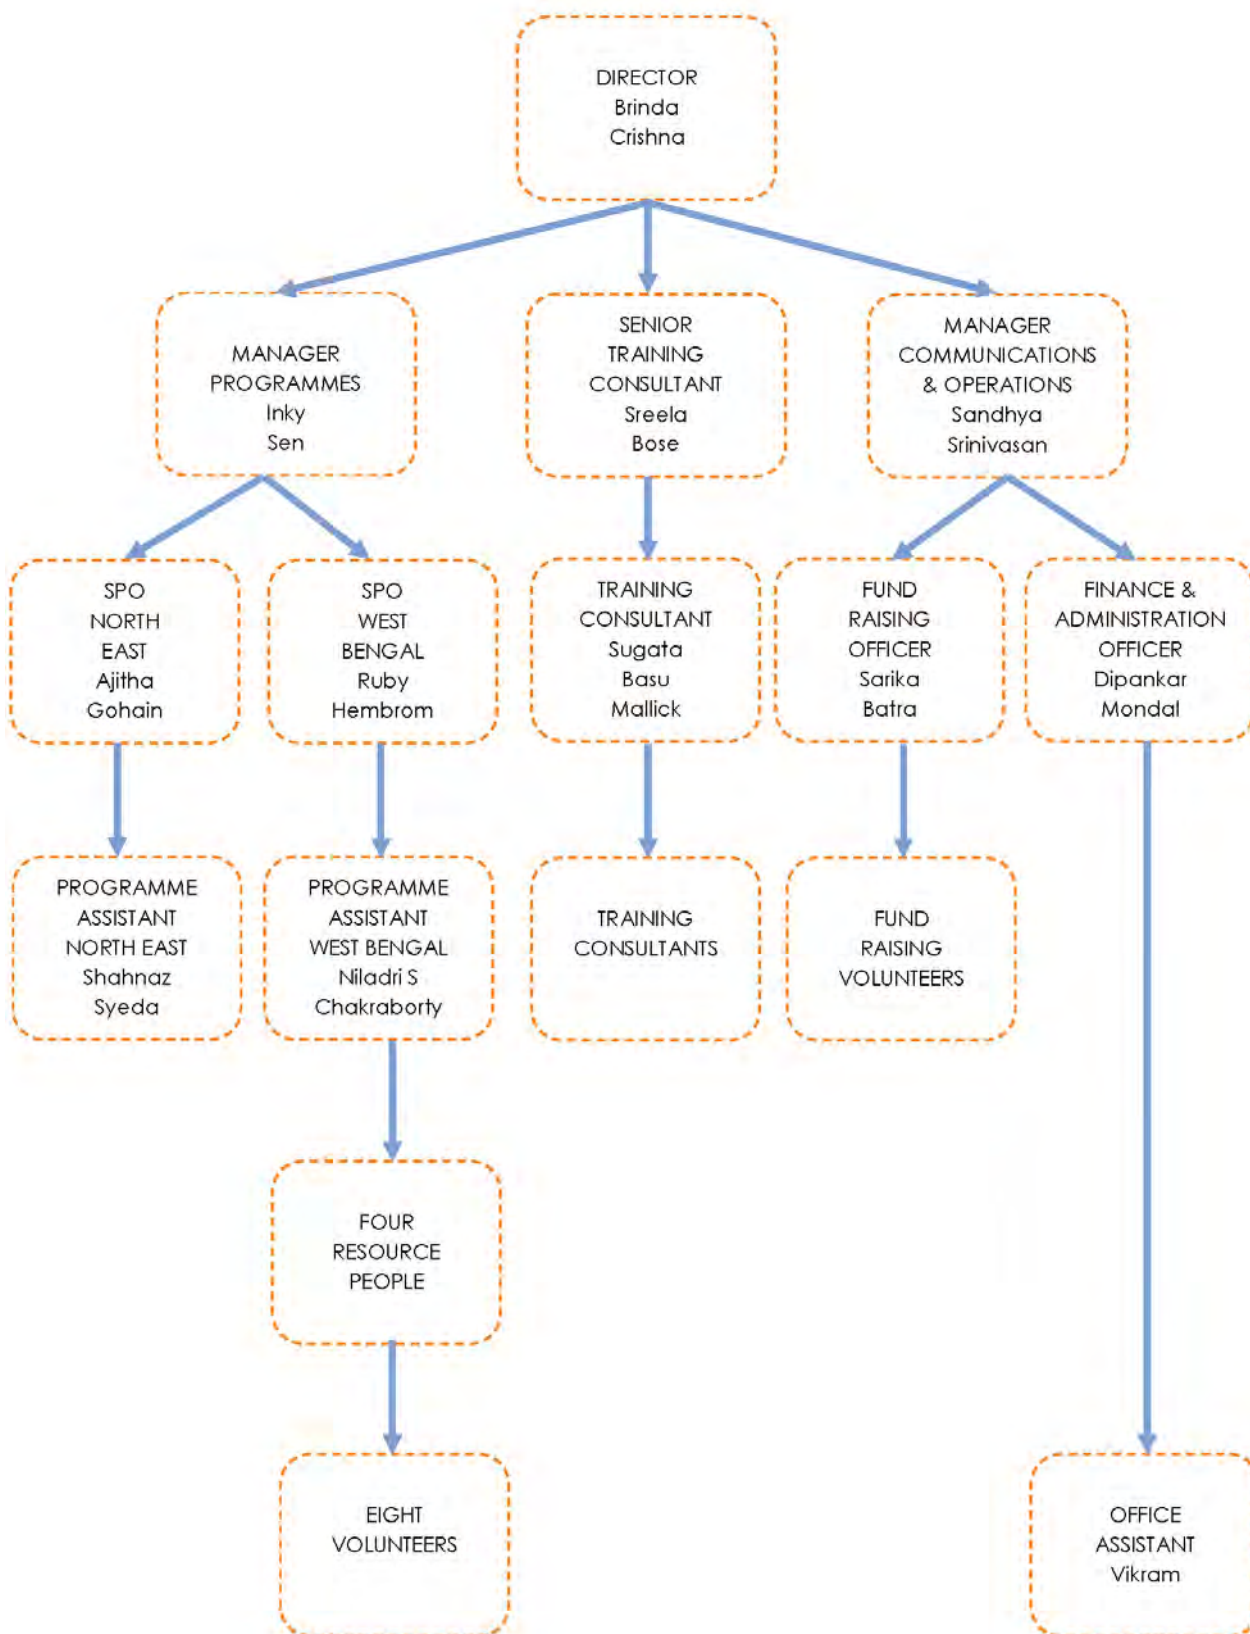 DIRECTOR
Brinda
Crishna
MANAGER
PROGRAMMES
Inky
Sen
SENIOR
TRAINING
CONSULTANT
Sreela
Bose
MANAGER
COMMUNICATIONS
& OPERATIONS
Sandhya
Srinivasan
SPO
NORTH
EAST
Ajitha
Gohain
SPO
WEST
BENGAL
Ruby
Hembrom
TRAINING
CONSULTANT
Sugata
Basu
Mallick
FUND
RAISING
OFFICER
Sarika
Batra
FINANCE &
ADMINISTRATION
OFFICER
Dipankar
Mondal
PROGRAMME
ASSISTANT
NORTH EAST
Shahnaz
Syeda
PROGRAMME
ASSISTANT
WEST BENGAL
Niladri S
Chakraborty
TRAINING
CONSULTANTS
FUND
RAISING
VOLUNTEERS
FOUR
RESOURCE
PEOPLE
EIGHT
VOLUNTEERS
OFFICE
ASSISTANT
Vikram